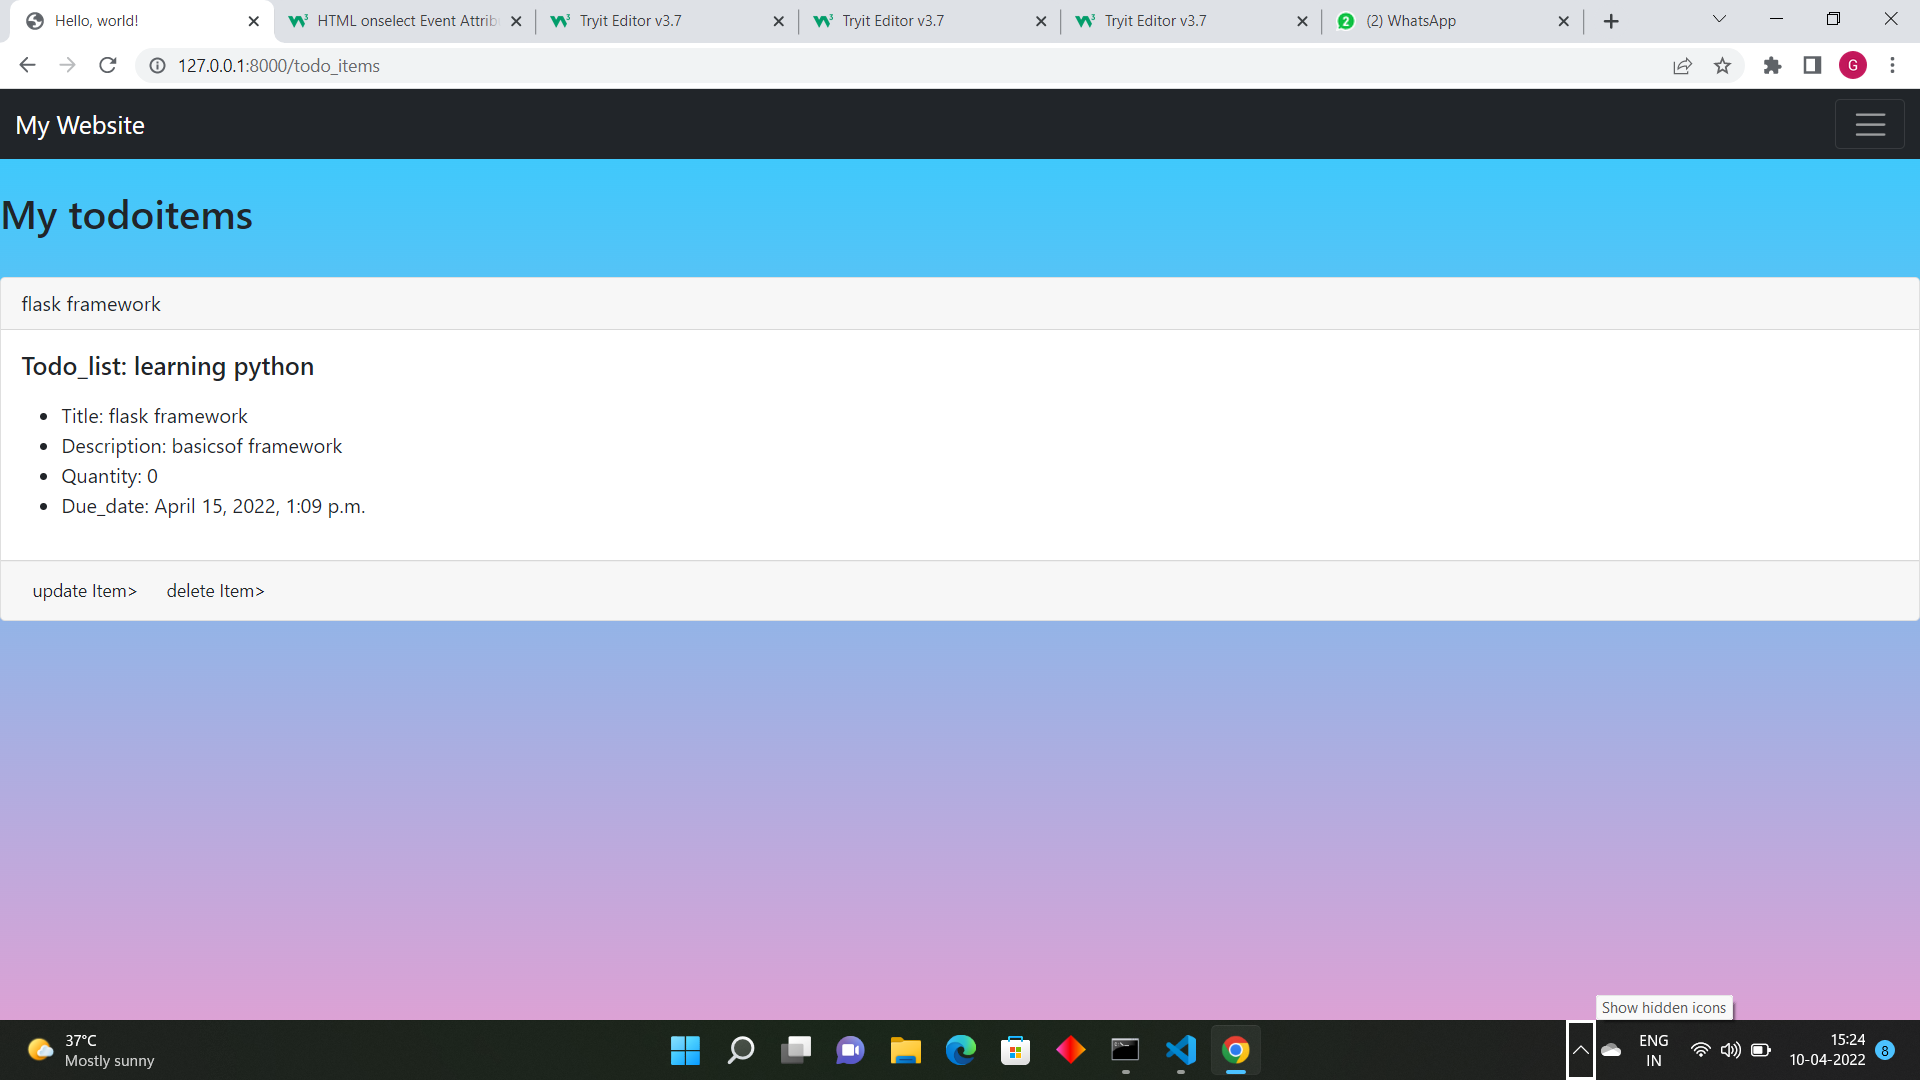 Hello, world!
HTML onselect Event Attrib
Tryit Editor v3.7
Tryit Editor v3.7
Tryit Editor v3.7
2
(2) WhatsApp
127.0.0.1:8000/todo_items
G
My Website
My todoitems
flask framework
Todo_list: learning python
Title: flask framework
Description: basicsof framework
Quantity: 0
Due_date: April 15, 2022, 1:09 p.m.
update Item>
delete Item>
Show hidden icons
37°C
Mostly sunny
ENG
IN
15:24
10-04-2022
8